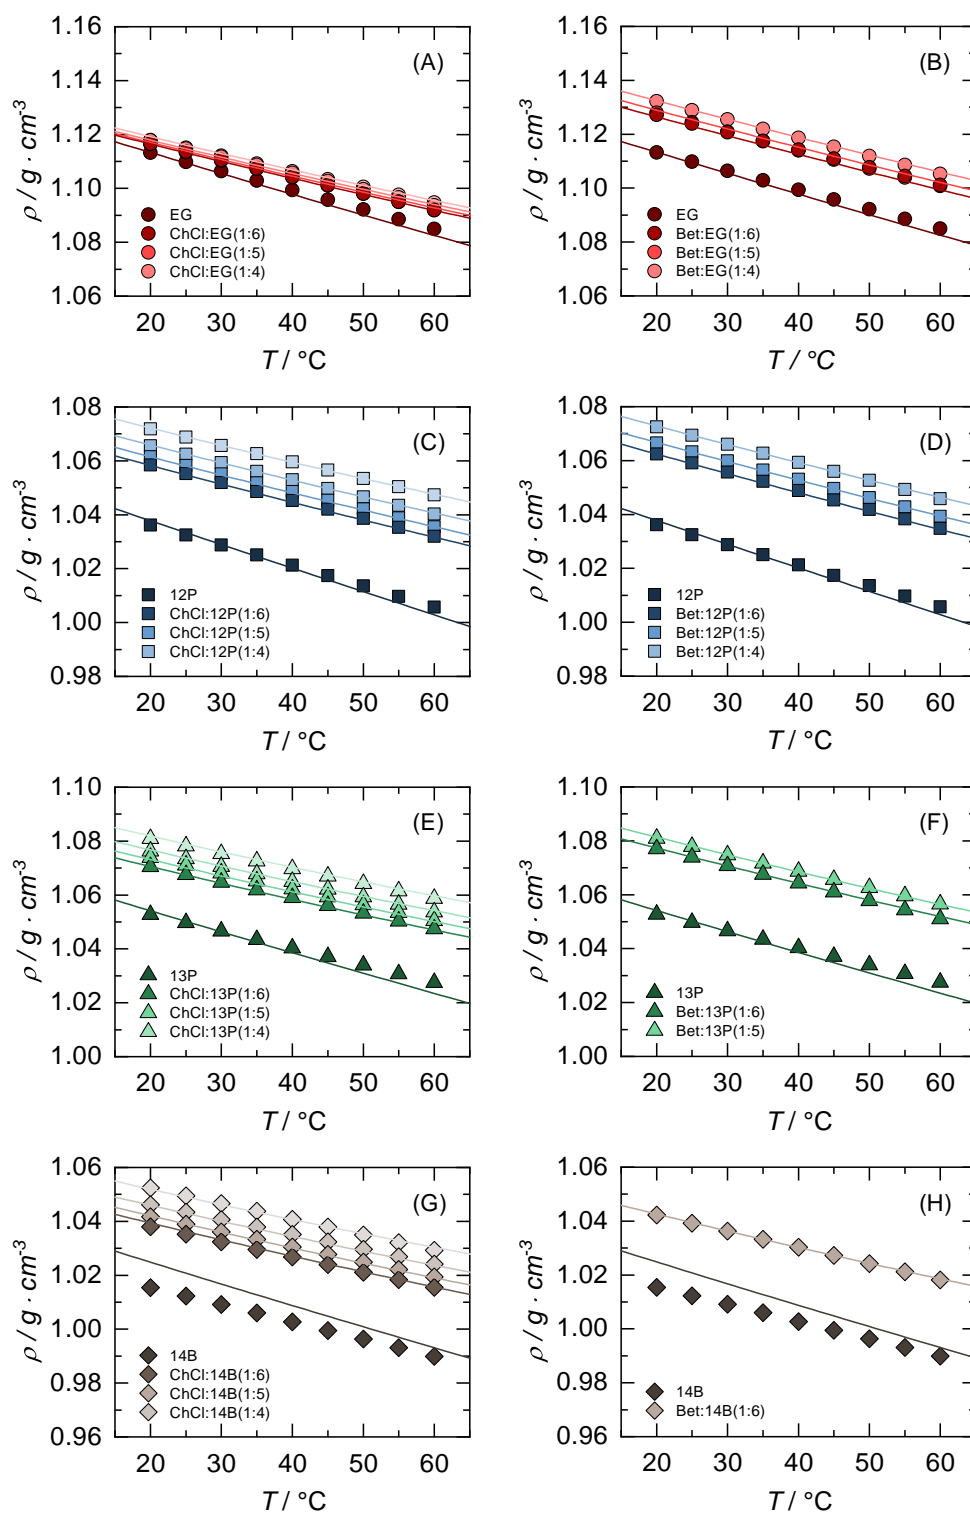 1.16
1.14
1.12
1.10
1.08
1.06
ρ / g · cm⁻³
(A)
EG
ChCl:EG(1:6)
ChCl:EG(1:5)
ChCl:EG(1:4)
20 30 40 50 60
T / °C
1.16
1.14
1.12
1.10
1.08
1.06
ρ / g · cm⁻³
(B)
EG
Bet:EG(1:6)
Bet:EG(1:5)
Bet:EG(1:4)
20 30 40 50 60
T / °C
1.08
1.06
1.04
1.02
1.00
0.98
ρ / g · cm⁻³
(C)
12P
ChCl:12P(1:6)
ChCl:12P(1:5)
ChCl:12P(1:4)
20 30 40 50 60
T / °C
1.08
1.06
1.04
1.02
1.00
0.98
ρ / g · cm⁻³
(D)
12P
Bet:12P(1:6)
Bet:12P(1:5)
Bet:12P(1:4)
20 30 40 50 60
T / °C
1.10
1.08
1.06
1.04
1.02
1.00
ρ / g · cm⁻³
(E)
13P
ChCl:13P(1:6)
ChCl:13P(1:5)
ChCl:13P(1:4)
20 30 40 50 60
T / °C
1.10
1.08
1.06
1.04
1.02
1.00
ρ / g · cm⁻³
(F)
13P
Bet:13P(1:6)
Bet:13P(1:5)
20 30 40 50 60
T / °C
1.06
1.04
1.02
1.00
0.98
0.96
ρ / g · cm⁻³
(G)
14B
ChCl:14B(1:6)
ChCl:14B(1:5)
ChCl:14B(1:4)
20 30 40 50 60
T / °C
1.06
1.04
1.02
1.00
0.98
0.96
ρ / g · cm⁻³
(H)
14B
Bet:14B(1:6)
20 30 40 50 60
T / °C